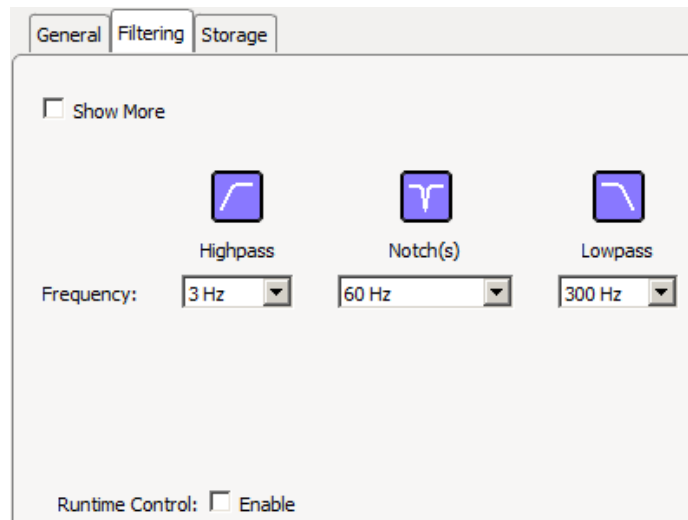 General Filtering Storage
Show More
Highpass Notch(s) Lowpass
Frequency: 3 Hz 60 Hz 300 Hz
Runtime Control: Enable